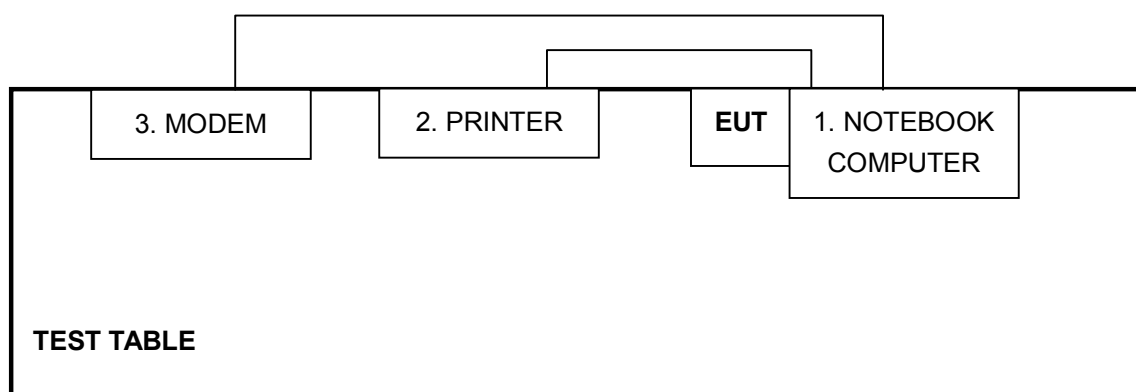 3. MODEM
2. PRINTER
EUT
1. NOTEBOOK
COMPUTER
TEST TABLE